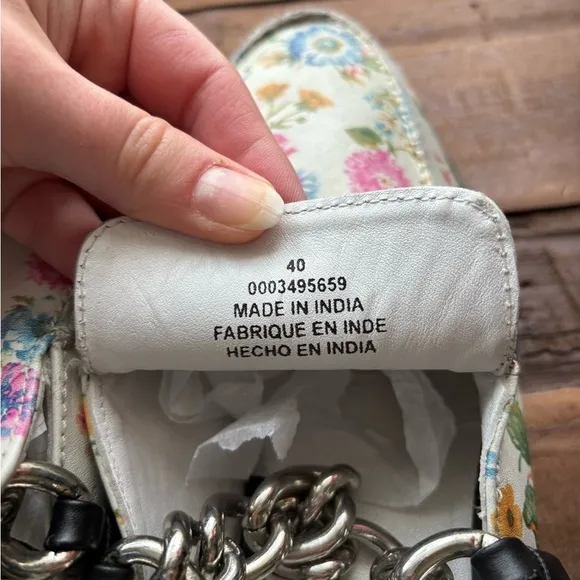 40
0003495659
MADE IN INDIA
FABRIQUE EN INDE
HECHO EN INDIA